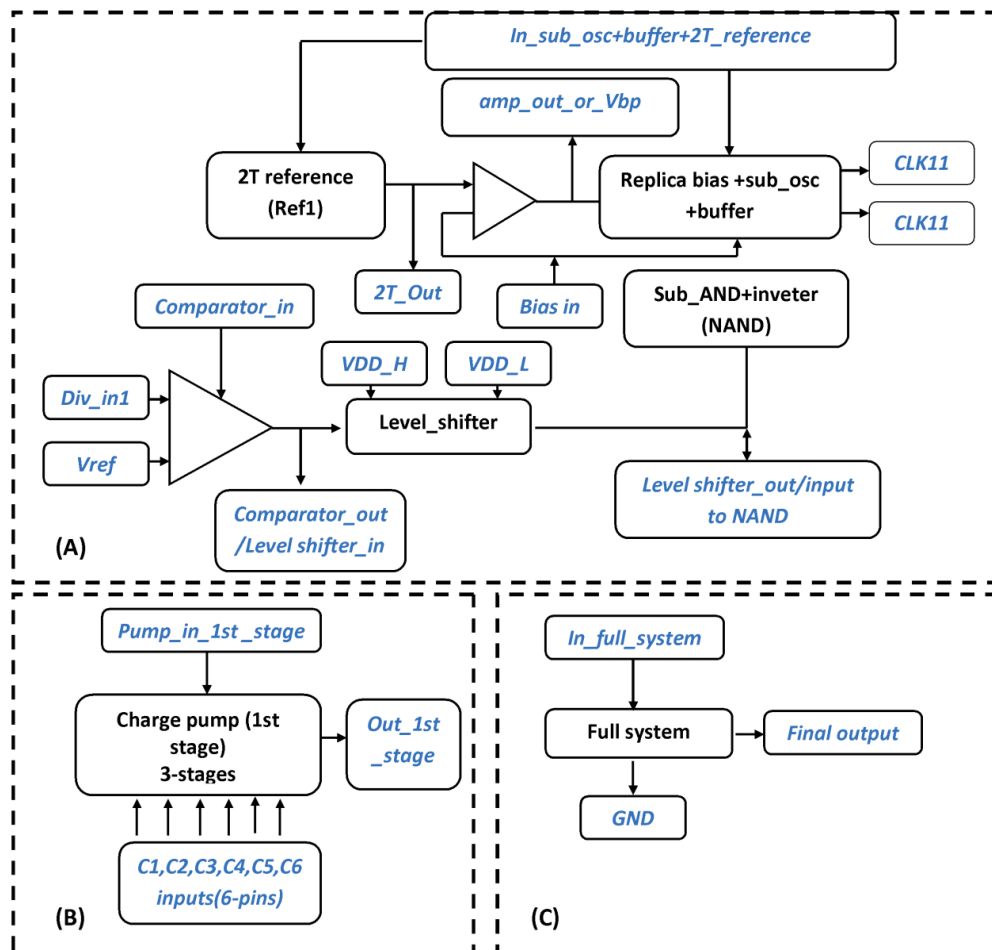 In_sub_osc+buffer+2T_reference
amp_out_or_Vbp
2T reference
(Ref1)
Replica bias +sub_osc
+buffer
CLK11
CLK11
2T_Out
Bias in
Sub_AND+inveter
(NAND)
Comparator_in
VDD_H
VDD_L
Div_in1
Level_shifter
Vref
Comparator_out
/Level shifter_in
Level shifter_out/input
to NAND
(A)
Pump_in_1st _stage
Charge pump (1st
stage)
3-stages
Out_1st
_stage
C1,C2,C3,C4,C5,C6
inputs(6-pins)
(B)
In_full_system
Full system
Final output
GND
(C)